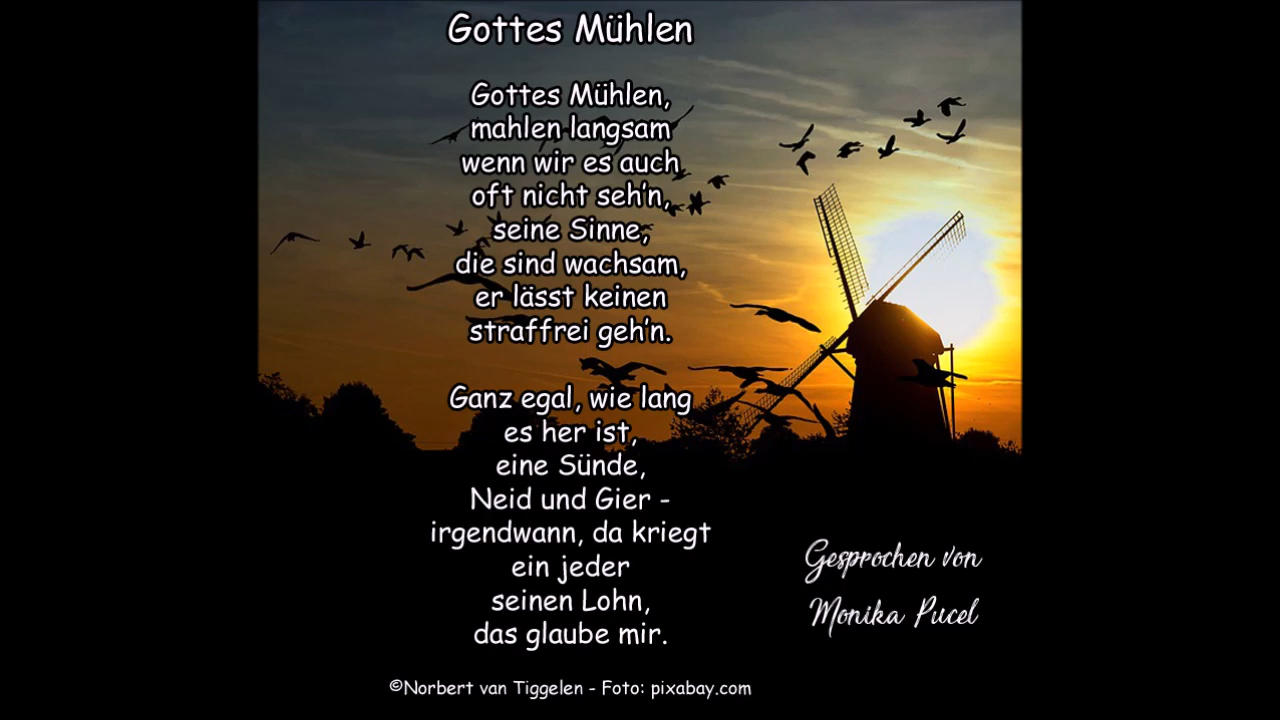 Gottes Mühlen
Gottes Mühlen,
mahlen langsam
wenn wir es auch
oft nicht seh'n,
seine Sinne,
die sind wachsam,
er lässt keinen
straffrei geh'n.
Ganz egal, wie lang
es her ist,
eine Sünde,
Neid und Gier -
irgendwann, da kriegt
ein jeder
seinen Lohn,
das glaube mir.
Gesprochen von
Monika Pucel
©Norbert van Tiggelen - Foto: pixabay.com